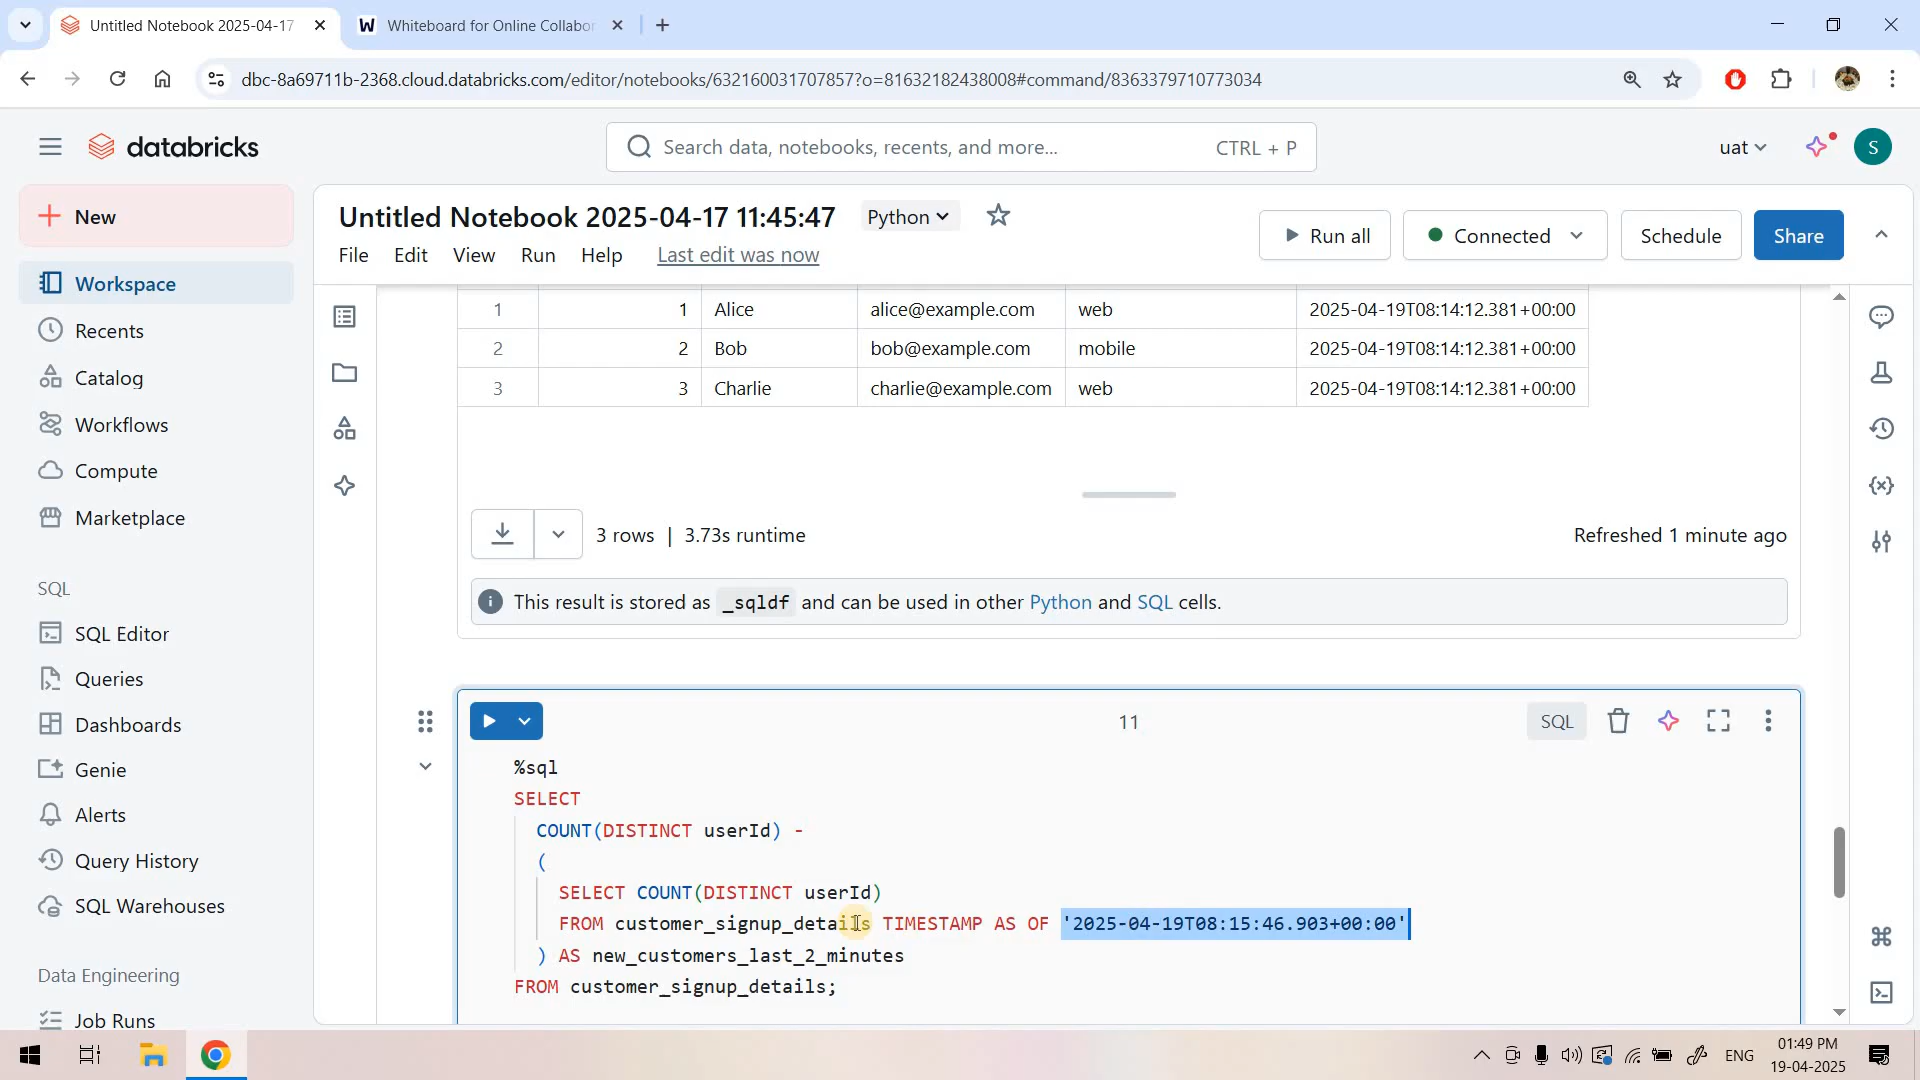 Untitled Notebook 2025-04-17
Whiteboard for Online Collabor
dbc-8a69711b-2368.cloud.databricks.com/editor/notebooks/632160031707857?o=81632182438008#command/8363379710773034
databricks
Search data, notebooks, recents, and more...
CTRL + P
uat
S
New
Workspace
Recents
Catalog
Workflows
Compute
Marketplace
SQL
SQL Editor
Queries
Dashboards
Genie
Alerts
Query History
SQL Warehouses
Data Engineering
Job Runs
Untitled Notebook 2025-04-17 11:45:47
Python
File Edit View Run Help Last edit was now
Run all
Connected
Schedule
Share
1 1 Alice alice@example.com web 2025-04-19T08:14:12.381+00:00
2 2 Bob bob@example.com mobile 2025-04-19T08:14:12.381+00:00
3 3 Charlie charlie@example.com web 2025-04-19T08:14:12.381+00:00
3 rows | 3.73s runtime
Refreshed 1 minute ago
This result is stored as _sqldf and can be used in other Python and SQL cells.
11
SQL
%sql
SELECT
COUNT(DISTINCT userId) -
(
SELECT COUNT(DISTINCT userId)
FROM customer_signup_details TIMESTAMP AS OF '2025-04-19T08:15:46.903+00:00'
) AS new_customers_last_2_minutes
FROM customer_signup_details;
ENG
01:49 PM
19-04-2025